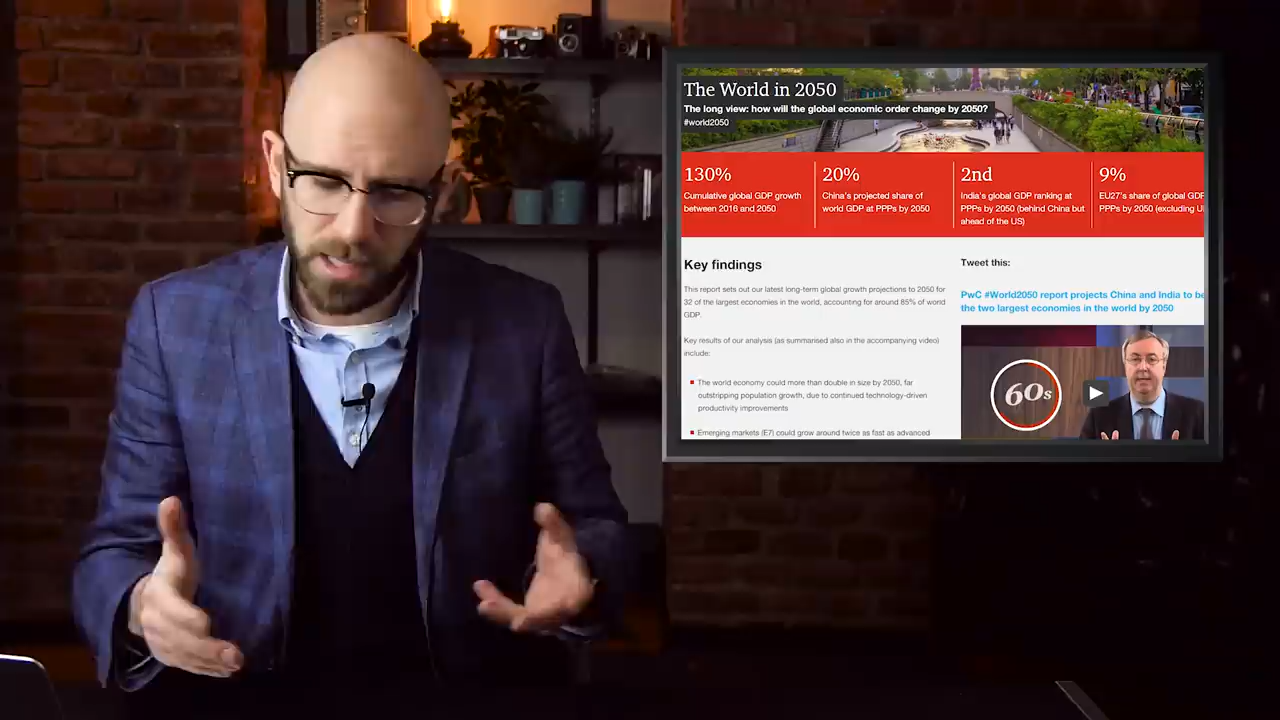 The World in 2050
The long view: how will the global economic order change by 2050?
#world2050
130%
Cumulative global GDP growth
between 2016 and 2050
20%
China's projected share of
world GDP at PPPs by 2050
2nd
India's global GDP ranking at
PPPs by 2050 (behind China but
ahead of the US)
9%
EU27's share of global GDP
PPPs by 2050 (excluding
Key findings
This report sets out our latest long-term global growth projections to 2050 for
32 of the largest economies in the world, accounting for around 85% of world
GDP.
Key results of our analysis (as summarised also in the accompanying video)
include:
The world economy could more than double in size by 2050, far
outstripping population growth, due to continued technology-driven
productivity improvements
Emerging markets (E7) could grow around twice as fast as advanced
Tweet this:
PwC #World2050 report projects China and India to be
the two largest economies in the world by 2050
60s